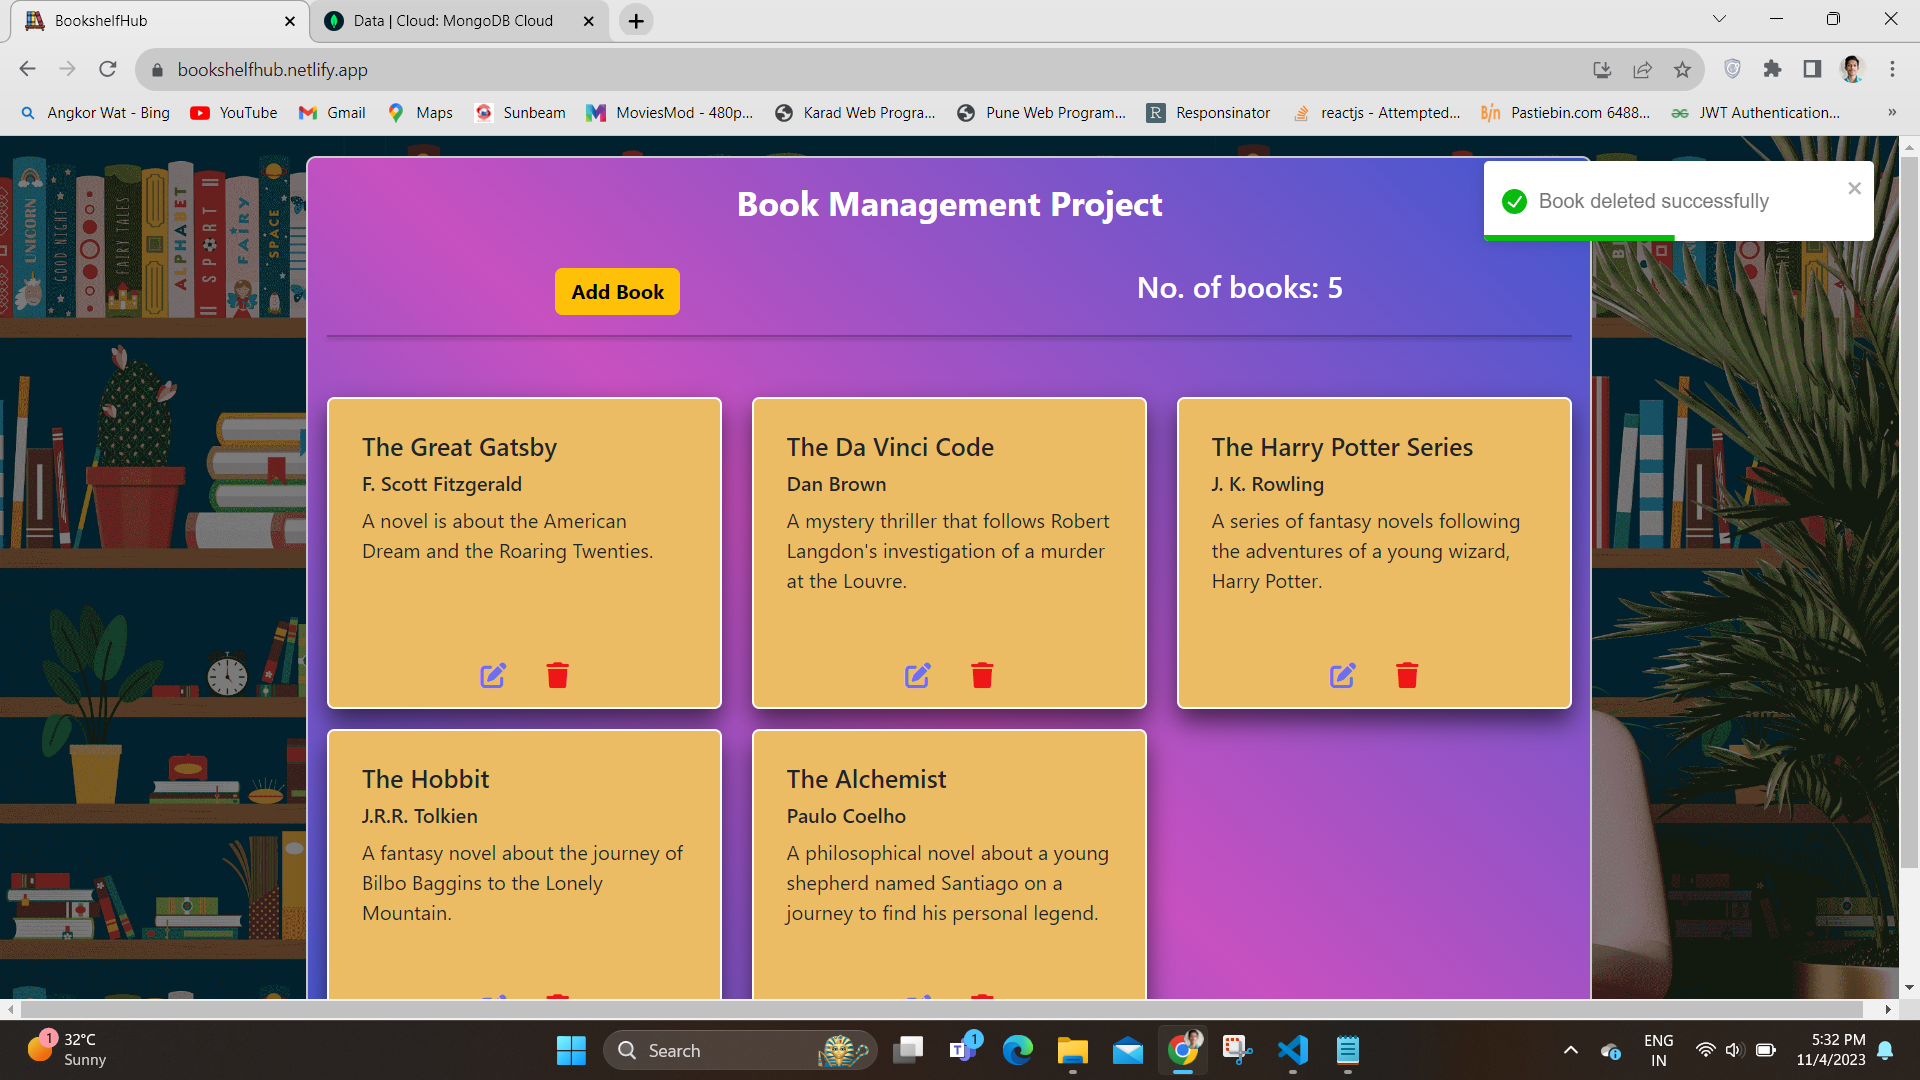 BookshelfHub
Data | Cloud: MongoDB Cloud
bookshelfhub.netlify.app
Angkor Wat - Bing
YouTube
Gmail
Maps
Sunbeam
MoviesMod - 480p...
Karad Web Progra...
Pune Web Program...
R
Responsinator
reactjs - Attempted...
B/n
Pastiebin.com 6488...
JWT Authentication...
»
Book Management Project
Book deleted successfully
Add Book
No. of books: 5
UNICORN
GOOD NIGHT
FAIRY TALES
ALPHABET
SPORT
FAIRY
SPACE
The Great Gatsby
F. Scott Fitzgerald
A novel is about the American
Dream and the Roaring Twenties.
The Da Vinci Code
Dan Brown
A mystery thriller that follows Robert
Langdon's investigation of a murder
at the Louvre.
The Harry Potter Series
J. K. Rowling
A series of fantasy novels following
the adventures of a young wizard,
Harry Potter.
The Hobbit
J.R.R. Tolkien
A fantasy novel about the journey of
Bilbo Baggins to the Lonely
Mountain.
The Alchemist
Paulo Coelho
A philosophical novel about a young
shepherd named Santiago on a
journey to find his personal legend.
1
32°C
Sunny
Search
1
ENG
IN
5:32 PM
11/4/2023